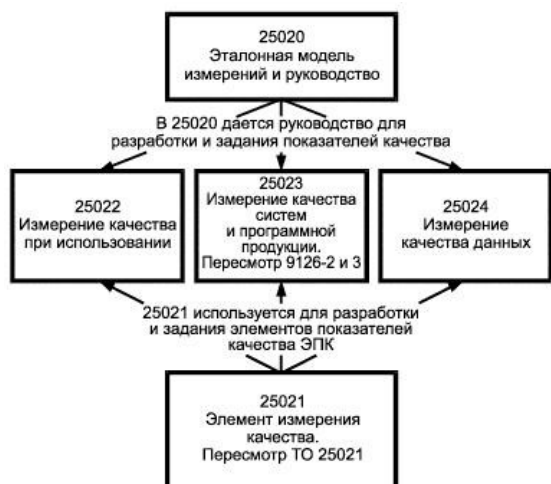 25020
Эталонная модель
измерений и руководство
В 25020 дается руководство для
разработки и задания показателей качества
25022
Измерение качества
при использовании
25023
Измерение качества
систем
и программной
продукции.
Пересмотр 9126-2 и 3
25024
Измерение
качества данных
25021 используется для разработки
и задания элементов показателей
качества ЭПК
25021
Элемент измерения
качества.
Пересмотр ТО 25021